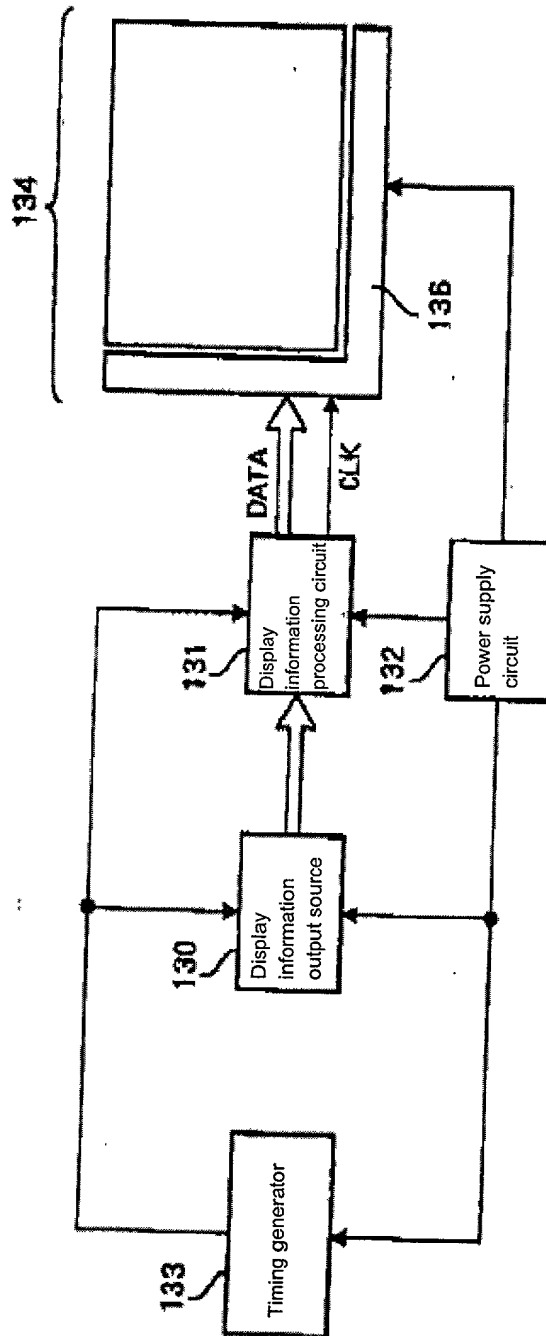 134
DATA
CLK
131
Display
information
processing circuit
130
Display
information
output source
133
Timing generator
136
132
Power supply
circuit